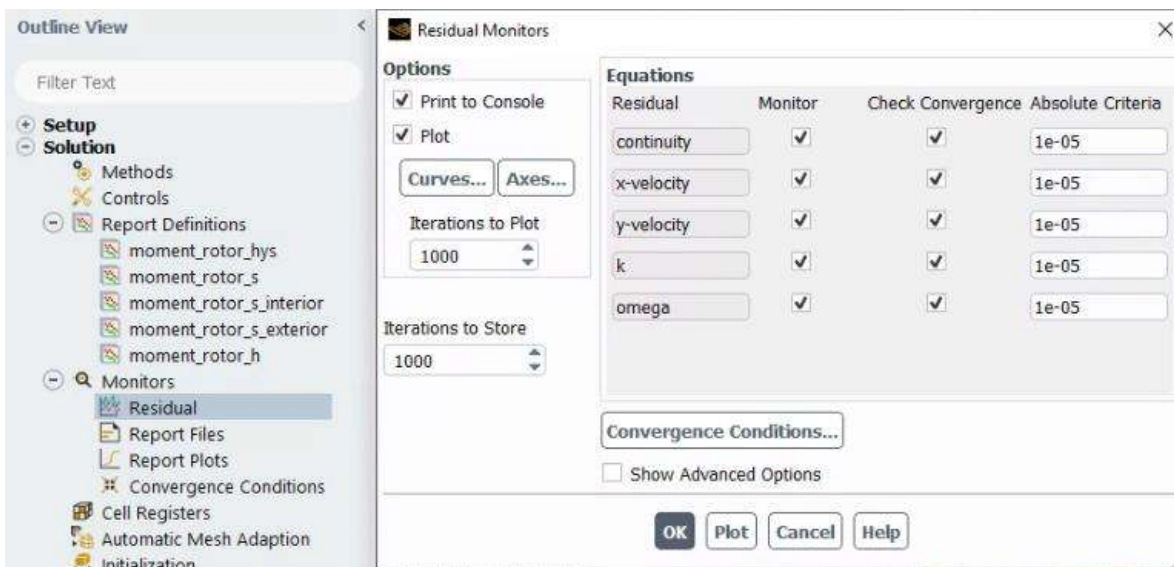 Outline View
Filter Text
Setup
Solution
Methods
Controls
Report Definitions
moment_rotor_hys
moment_rotor_s
moment_rotor_s_interior
moment_rotor_s_exterior
moment_rotor_h
Monitors
Residual
Report Files
Report Plots
Convergence Conditions
Cell Registers
Automatic Mesh Adaption
Initialization
Residual Monitors
Options
Print to Console
Plot
Curves... Axes...
Iterations to Plot
1000
Iterations to Store
1000
Equations
Residual Monitor Check Convergence Absolute Criteria
continuity 1e-05
x-velocity 1e-05
y-velocity 1e-05
k 1e-05
omega 1e-05
Convergence Conditions...
Show Advanced Options
OK Plot Cancel Help